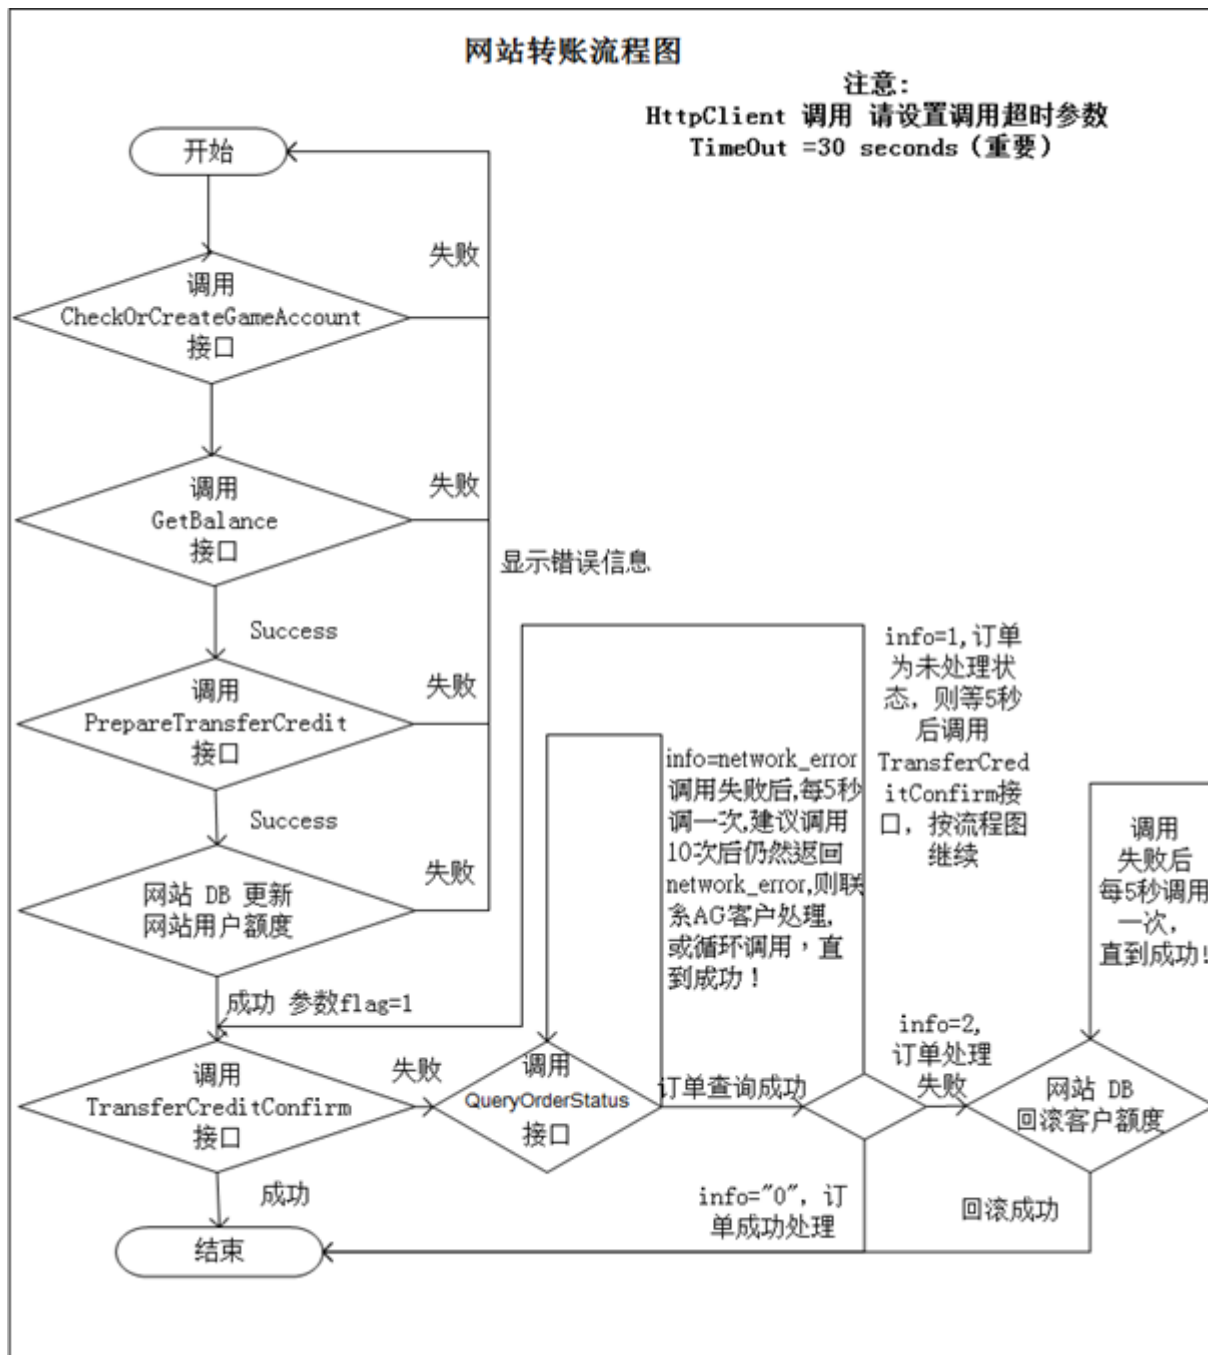 网站转账流程图
注意:
HttpClient 调用 请设置调用超时参数
TimeOut =30 seconds（重要）
开始
失败
调用
CheckOrCreateGameAccount
接口
失败
调用
GetBalance
接口
显示错误信息
Success
失败
调用
PrepareTransferCredit
接口
info=1,订单
为未处理状
态，则等5秒
后调用
TransferCred
itConfirm接
口，按流程图
继续
info=network_error
调用失败后,每5秒
调一次,建议调用
10次后仍然返回
network_error,则联
系AG客户处理,
或循环调用，直
到成功！
调用
失败后
每5秒调用
一次，
直到成功！
Success
失败
网站 DB 更新
网站用户额度
成功 参数flag=1
调用
TransferCreditConfirm
接口
失败
调用
QueryOrderStatus
接口
订单查询成功
info=2,
订单处理
失败
网站 DB
回滚客户额度
成功
info="0"，订
单成功处理
回滚成功
结束